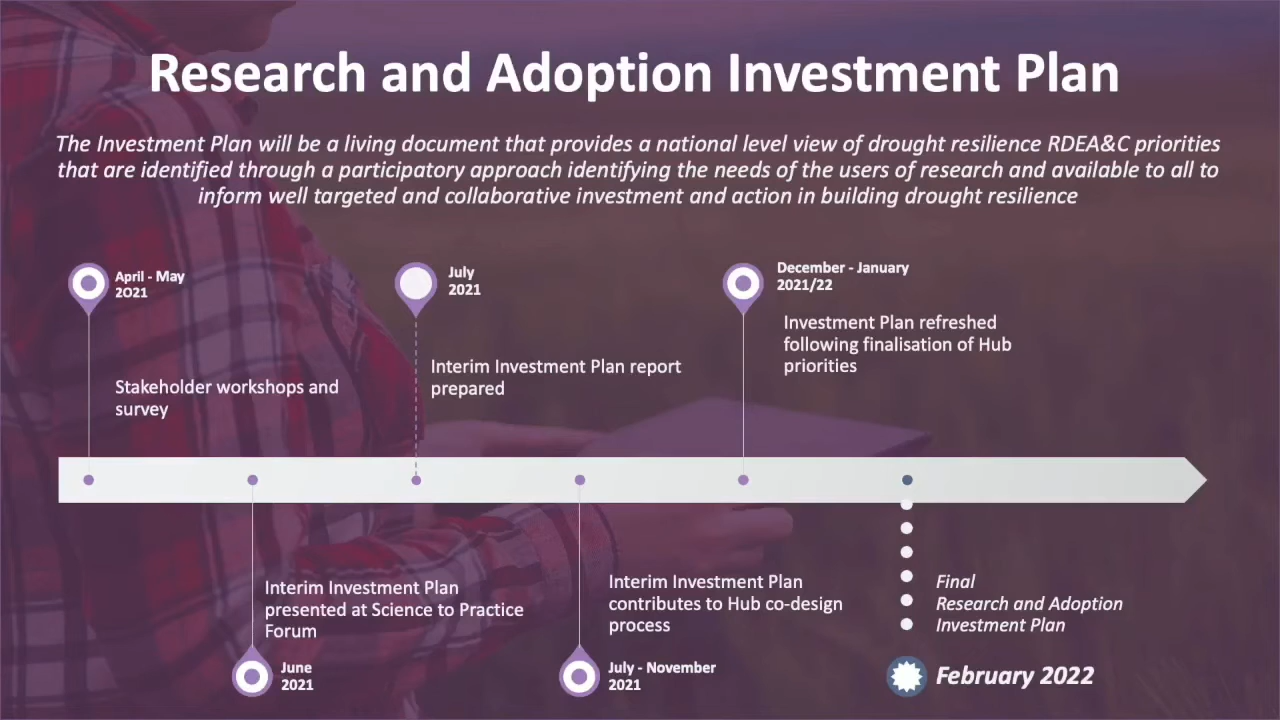 Research and Adoption Investment Plan
The Investment Plan will be a living document that provides a national level view of drought resilience RDEA&C priorities
that are identified through a participatory approach identifying the needs of the users of research and available to all to
inform well targeted and collaborative investment and action in building drought resilience
April - May
2021
Stakeholder workshops and
survey
July
2021
Interim Investment Plan report
prepared
December - January
2021/22
Investment Plan refreshed
following finalisation of Hub
priorities
Interim Investment Plan
presented at Science to Practice
Forum
June
2021
Interim Investment Plan
contributes to Hub co-design
process
July - November
2021
Final
Research and Adoption
Investment Plan
February 2022